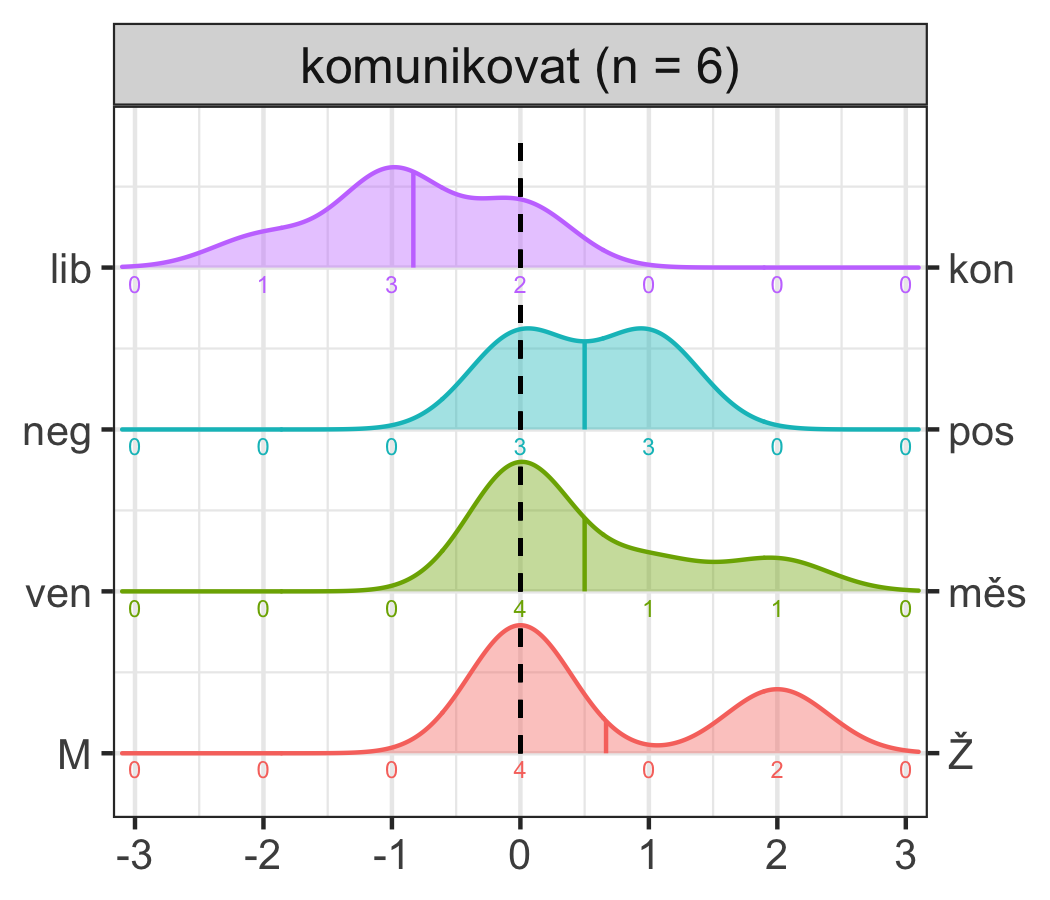 komunikovat (n = 6)
lib kon
0 1 3 2 0 0 0
neg pos
0 0 0 3 3 0 0
ven měs
0 0 0 4 1 1 0
M Ž
0 0 0 4 0 2 0
-3 -2 -1 0 1 2 3